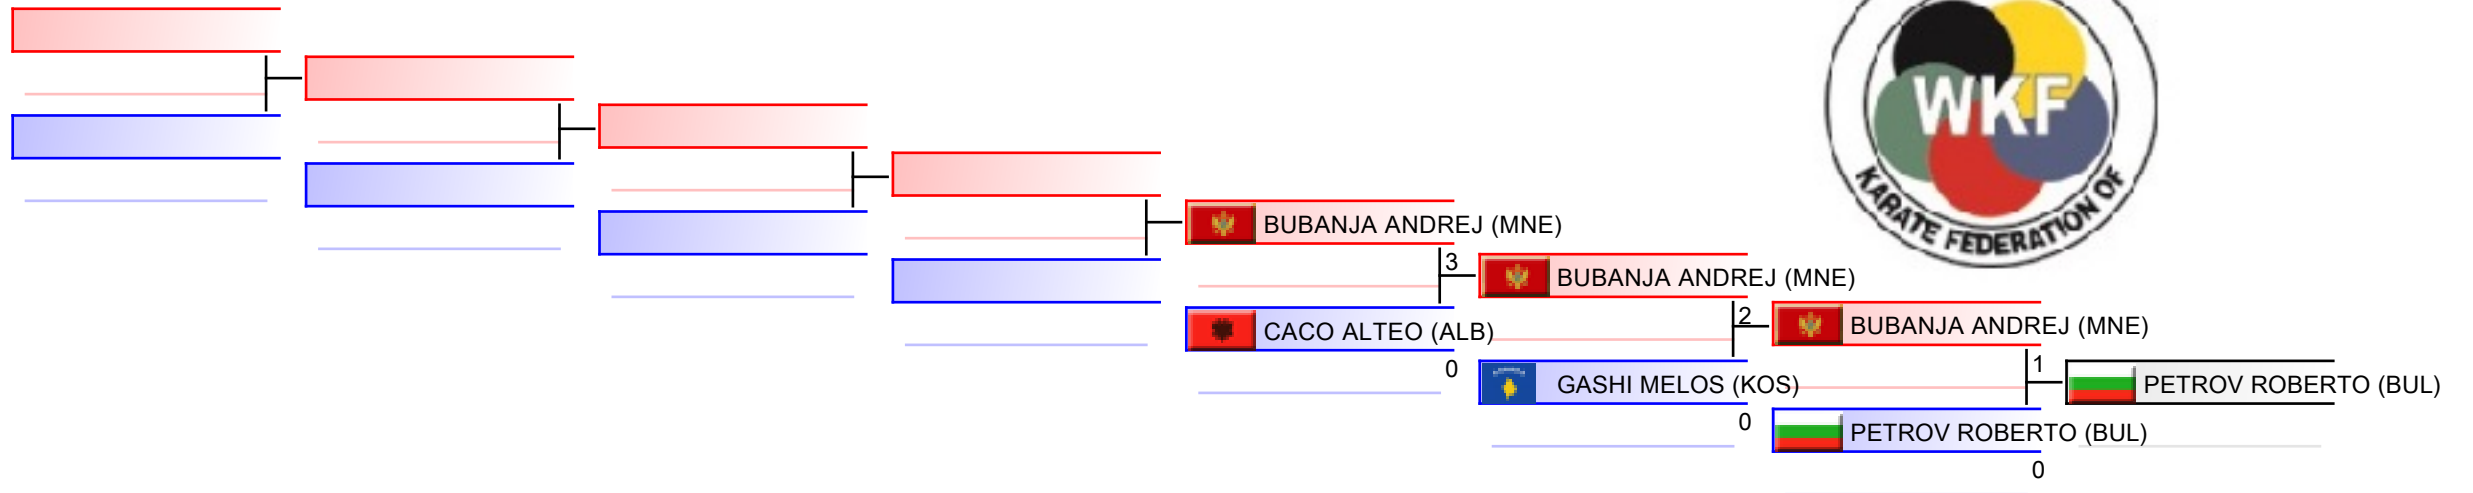 WKF
KARATE FEDERATION OF
BUBANJA ANDREJ (MNE)
3
CACO ALTEO (ALB)
0
BUBANJA ANDREJ (MNE)
2
GASHI MELOS (KOS)
0
BUBANJA ANDREJ (MNE)
1
PETROV ROBERTO (BUL)
0
PETROV ROBERTO (BUL)